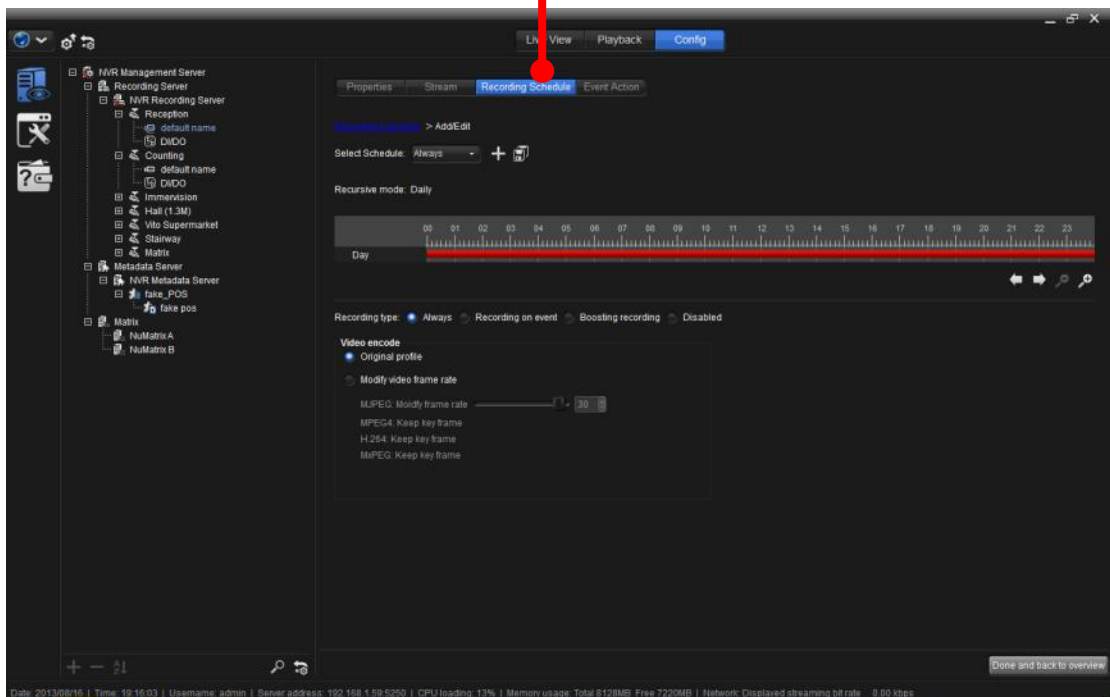 Live View Playback Config
NVR Management Server
Recording Server
NVR Recording Server
Reception
default name
DI/DO
Counting
default name
DI/DO
Immervision
Hall (1.3M)
Vito Supermarket
Stairway
Matrix
Metadata Server
NVR Metadata Server
fake_POS
fake pos
Matrix
NuMatrix A
NuMatrix B
Properties Stream Recording Schedule Event Action
> Add/Edit
Select Schedule: Always
Recursive mode: Daily
00 01 02 03 04 05 06 07 08 09 10 11 12 13 14 15 16 17 18 19 20 21 22 23
Day
Recording type: Always Recording on event Boosting recording Disabled
Video encode
Original profile
Modify video frame rate
MJPEG: Moidfy frame rate 30
MPEG4: Keep key frame
H.264: Keep key frame
MxPEG: Keep key frame
Done and back to overview
Date: 2013/08/16 | Time: 19:16:03 | Username: admin | Server address: 192.168.1.59:5250 | CPU loading: 13% | Memory usage: Total 8128MB Free 7220MB | Network: Displayed streaming bit rate 0.00 kbps